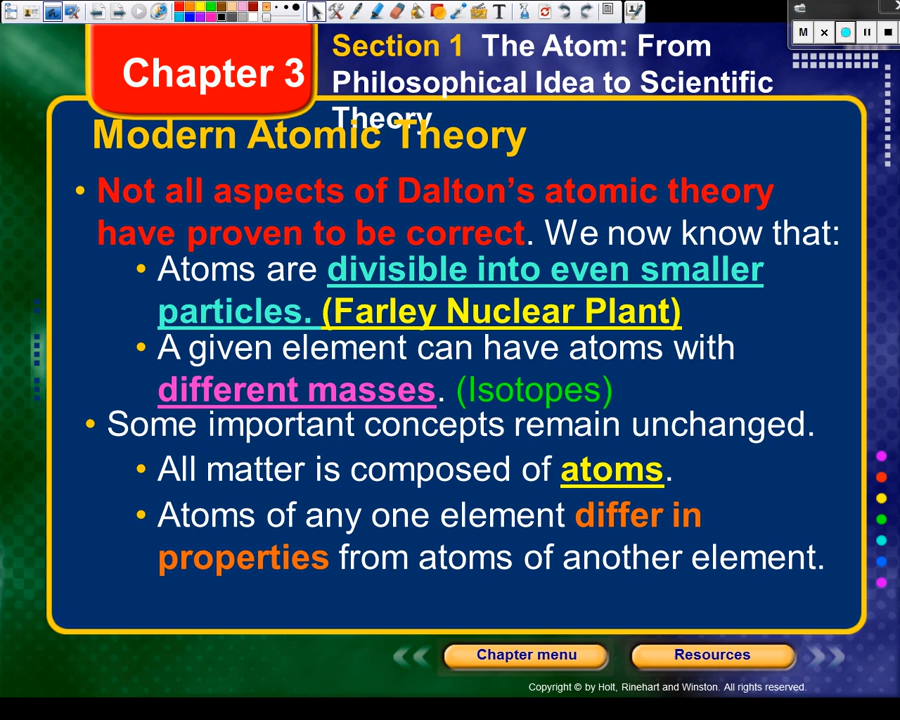 Chapter 3
Section 1 The Atom: From
Philosophical Idea to Scientific
Theory
Modern Atomic Theory
• Not all aspects of Dalton’s atomic theory
have proven to be correct. We now know that:
• Atoms are divisible into even smaller
particles. (Farley Nuclear Plant)
• A given element can have atoms with
different masses. (Isotopes)
• Some important concepts remain unchanged.
• All matter is composed of atoms.
• Atoms of any one element differ in
properties from atoms of another element.
Chapter menu
Resources
Copyright © by Holt, Rinehart and Winston. All rights reserved.